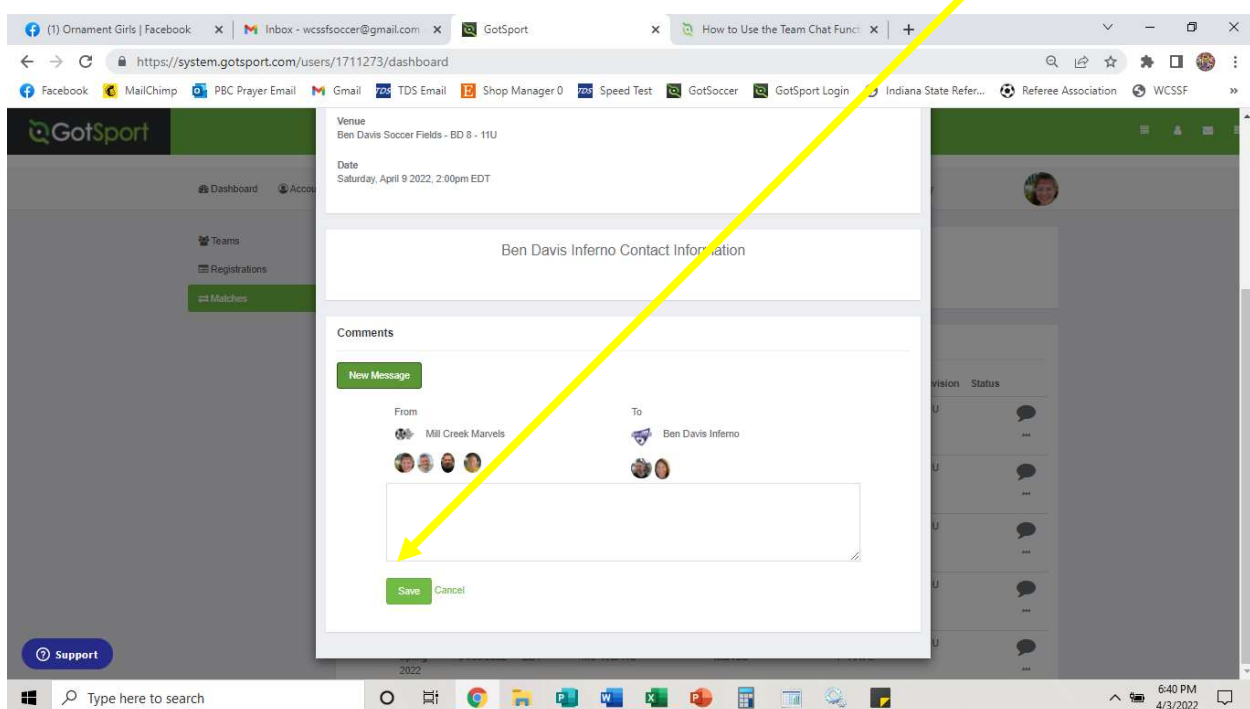 (1) Ornament Girls | Facebook
Inbox - wcssfsoccer@gmail.com
GotSport
How to Use the Team Chat Funct
https://system.gotsport.com/users/1711273/dashboard
Facebook MailChimp PBC Prayer Email Gmail TDS Email Shop Manager 0 Speed Test GotSoccer GotSport Login Indiana State Refer... Referee Association WCSSF »
GotSport
Venue
Ben Davis Soccer Fields - BD 8 - 11U
Date
Saturday, April 9 2022, 2:00pm EDT
Dashboard Accou
Teams
Registrations
Matches
Ben Davis Inferno Contact Information
Comments
New Message
From To
Mill Creek Marvels Ben Davis Inferno
Save Cancel
vision Status
U
U
U
U
U
2022
Support
Type here to search
6:40 PM
4/3/2022